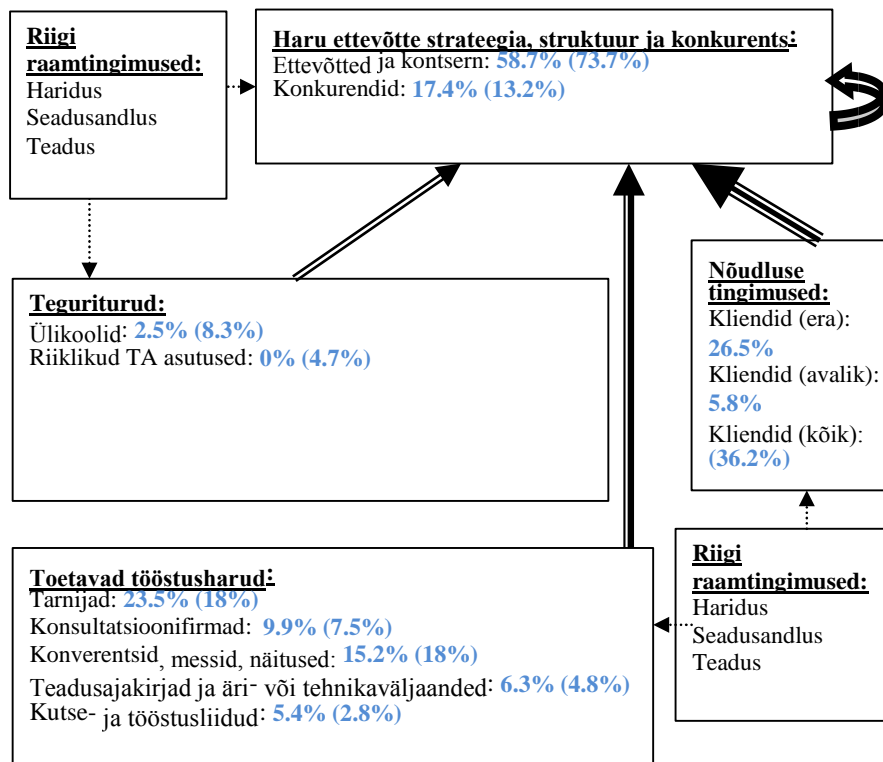 Riigi
raamtingimused:
Haridus
Seadusandlus
Teadus
Haru ettevõtte strateegia, struktuur ja konkurents:
Ettevõtted ja kontsern: 58.7% (73.7%)
Konkurendid: 17.4% (13.2%)
Teguriturud:
Ülikoolid: 2.5% (8.3%)
Riiklikud TA asutused: 0% (4.7%)
Nõudluse
tingimused:
Kliendid (era):
26.5%
Kliendid (avalik):
5.8%
Kliendid (kõik):
(36.2%)
Toetavad tööstusharud:
Tarnijad: 23.5% (18%)
Konsultatsioonifirmad: 9.9% (7.5%)
Konverentsid, messid, näitused: 15.2% (18%)
Teadusajakirjad ja äri- või tehnikaväljaanded: 6.3% (4.8%)
Kutse- ja tööstusliidud: 5.4% (2.8%)
Riigi
raamtingimused:
Haridus
Seadusandlus
Teadus